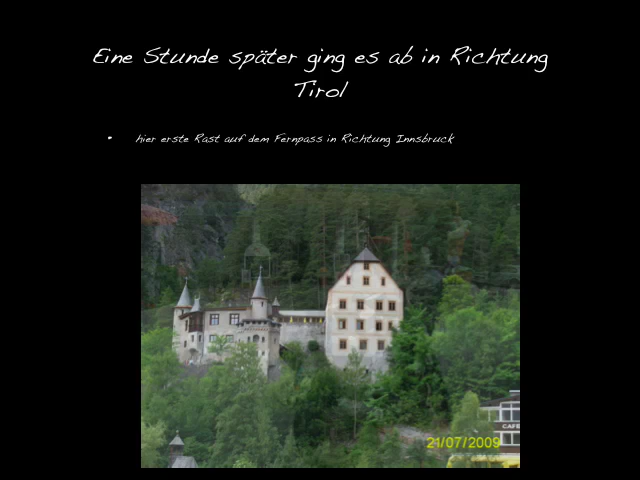 Eine Stunde später ging es ab in Richtung
Tirol
• hier erste Rast auf dem Fernpass in Richtung Innsbruck
CAFE
21/07/2009